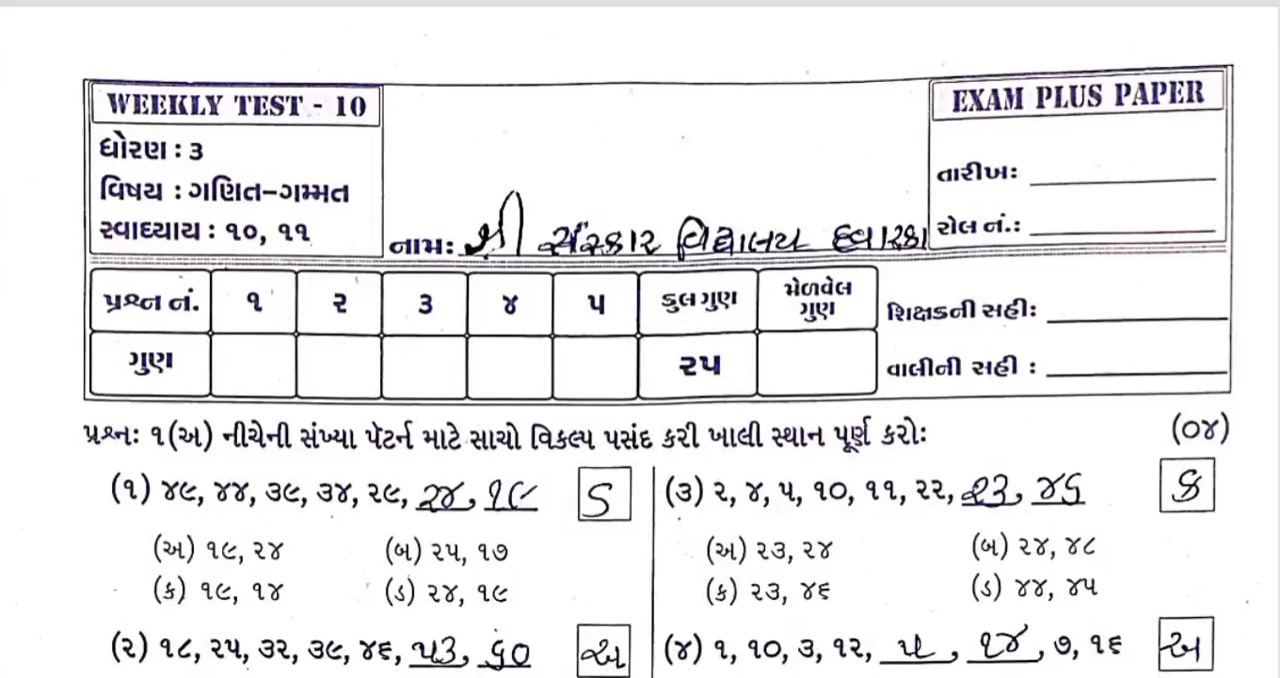 WEEKLY TEST - 10
EXAM PLUS PAPER
ધોરણ : ૩
વિષય : ગણિત-ગમ્મત
તારીખઃ
સ્વાધ્યાય : ૧૦, ૧૧
નામઃ શ્રી સંસ્કાર વિદ્યાલય દ્વારકા
રોલ નં.:
પ્રશ્ન નં. ૧ ૨ ૩ ૪ ૫ કુલ ગુણ મેળવેલ ગુણ
શિક્ષકની સહીઃ
ગુણ ૨૫
વાલીની સહી :
પ્રશ્નઃ ૧(અ) નીચેની સંખ્યા પેટર્ન માટે સાચો વિકલ્પ પસંદ કરી ખાલી સ્થાન પૂર્ણ કરોઃ (૦૪)
(૧) ૪૯, ૪૪, ૩૯, ૩૪, ૨૯, ૨૪, ૧૯ ડ
(અ) ૧૯, ૨૪ (બ) ૨૫, ૧૭
(ક) ૧૯, ૧૪ (ડ) ૨૪, ૧૯
(૨) ૧૮, ૨૫, ૩૨, ૩૯, ૪૬, ૫૩, ૬૦ અ
(૩) ૨, ૪, ૫, ૧૦, ૧૧, ૨૨, ૨૩, ૪૬ ક
(અ) ૨૩, ૨૪ (બ) ૨૪, ૪૮
(ક) ૨૩, ૪૬ (ડ) ૪૪, ૪૫
(૪) ૧, ૧૦, ૩, ૧૨, ૫, ૧૪, ૭, ૧૬ અ